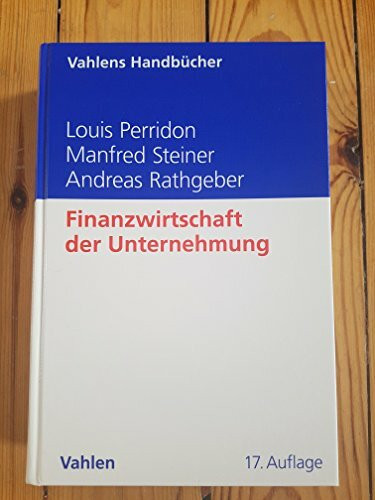 Vahlens Handbücher
Louis Perridon
Manfred Steiner
Andreas Rathgeber
Finanzwirtschaft
der Unternehmung
Vahlen
17. Auflage